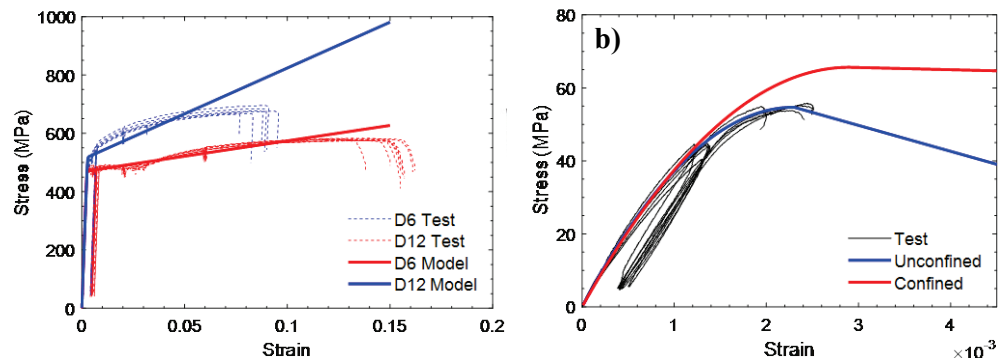 1000
800
600
400
200
0
Stress (MPa)
D6 Test
D12 Test
D6 Model
D12 Model
0
0.05
0.1
0.15
0.2
Strain
b)
80
60
40
20
0
Stress (MPa)
Test
Unconfined
Confined
0
1
2
3
4
Strain
×10⁻³